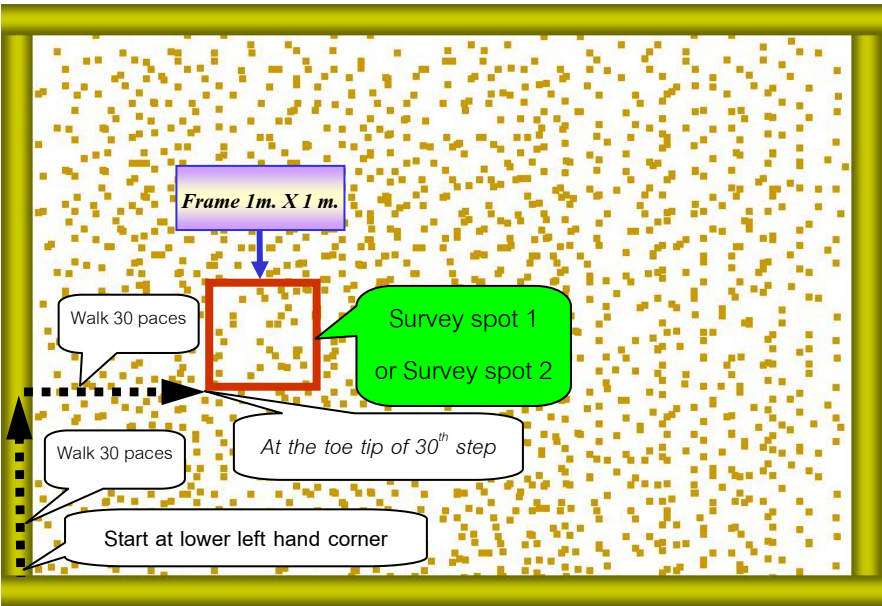 Frame 1m. X 1 m.
Walk 30 paces
Survey spot 1
or Survey spot 2
At the toe tip of 30th step
Walk 30 paces
Start at lower left hand corner